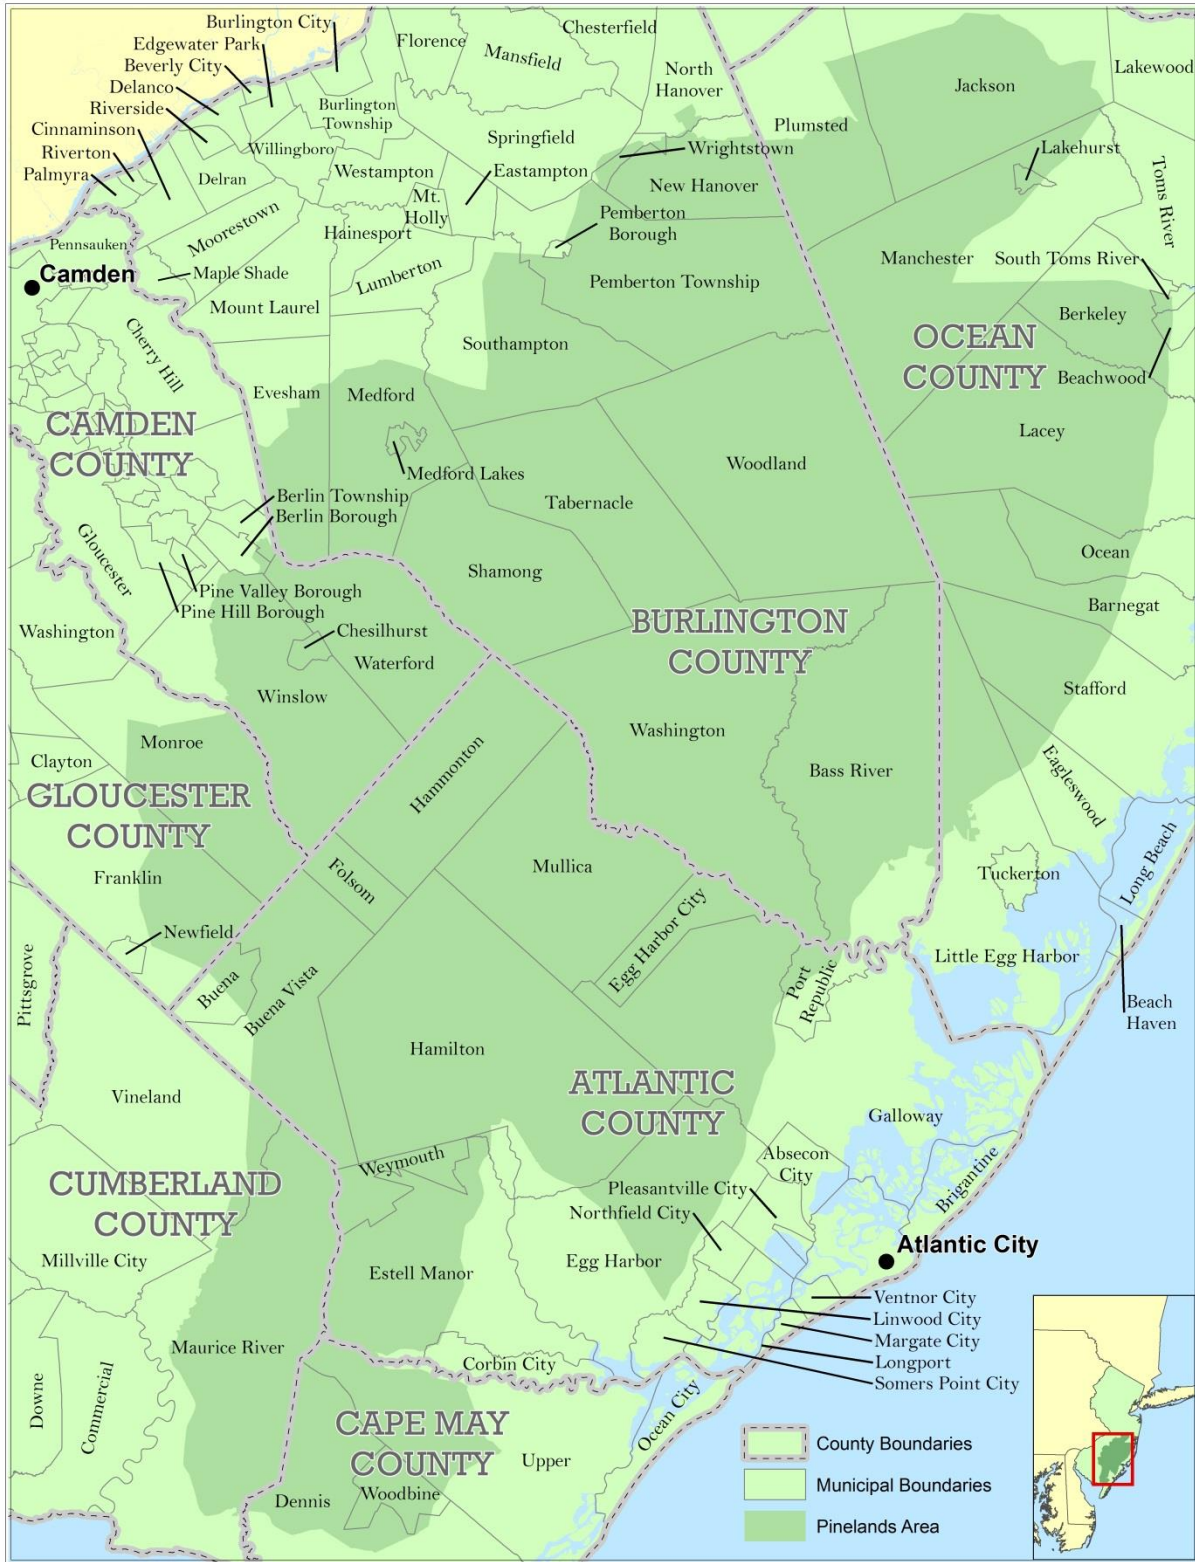 Burlington City
Edgewater Park
Beverly City
Delanco
Riverside
Cinnaminson
Riverton
Palmyra
Florence
Mansfield
Chesterfield
North
Hanover
Jackson
Lakewood
Burlington
Township
Springfield
Plumsted
Willingboro
Wrightstown
Lakehurst
Delran
Westampton
Eastampton
New Hanover
Toms River
Mt.
Holly
Moorestown
Hainesport
Pemberton
Borough
Pennsauken
Camden
Maple Shade
Lumberton
Manchester
South Toms River
Pemberton Township
Mount Laurel
Berkeley
Cherry Hill
Southampton
OCEAN
COUNTY
Beachwood
Evesham
Medford
CAMDEN
COUNTY
Lacey
Medford Lakes
Woodland
Berlin Township
Berlin Borough
Tabernacle
Gloucester
Ocean
Shamong
Pine Valley Borough
Pine Hill Borough
Barnegat
BURLINGTON
COUNTY
Washington
Chesilhurst
Waterford
Winslow
Stafford
Washington
Monroe
Clayton
Hammonton
Bass River
Eagleswood
GLOUCESTER
COUNTY
Mullica
Folsom
Franklin
Tuckerton
Long Beach
Egg Harbor City
Newfield
Pittsgrove
Buena
Buena Vista
Port
Republic
Little Egg Harbor
Beach
Haven
Hamilton
Vineland
ATLANTIC
COUNTY
Galloway
Weymouth
Absecon
City
CUMBERLAND
COUNTY
Pleasantville City
Brigantine
Northfield City
Millville City
Egg Harbor
Atlantic City
Estell Manor
Ventnor City
Linwood City
Margate City
Longport
Somers Point City
Maurice River
Corbin City
Downe
Commercial
Ocean City
CAPE MAY
COUNTY
Upper
Dennis
Woodbine
County Boundaries
Municipal Boundaries
Pinelands Area